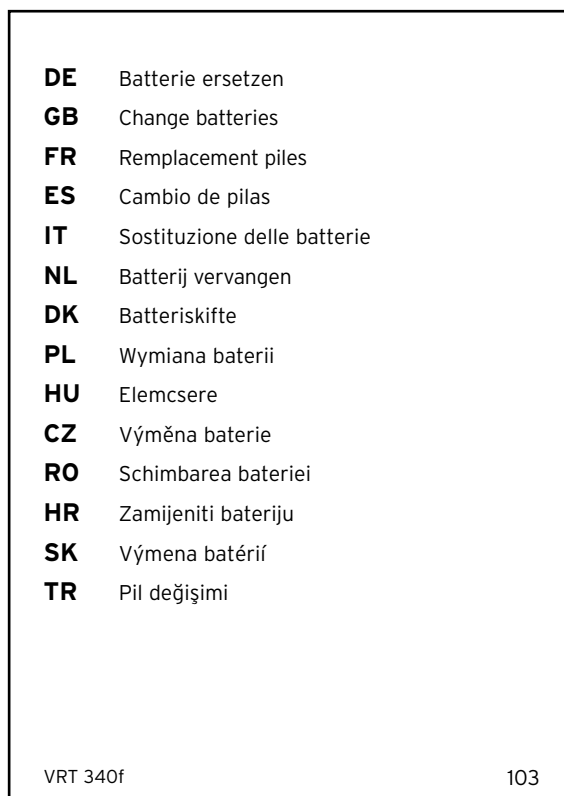 DE Batterie ersetzen
GB Change batteries
FR Remplacement piles
ES Cambio de pilas
IT Sostituzione delle batterie
NL Batterij vervangen
DK Batteriskifte
PL Wymiana baterii
HU Elemcsere
CZ Výměna baterie
RO Schimbarea bateriei
HR Zamijeniti bateriju
SK Výmena batérií
TR Pil değişimi
VRT 340f 103